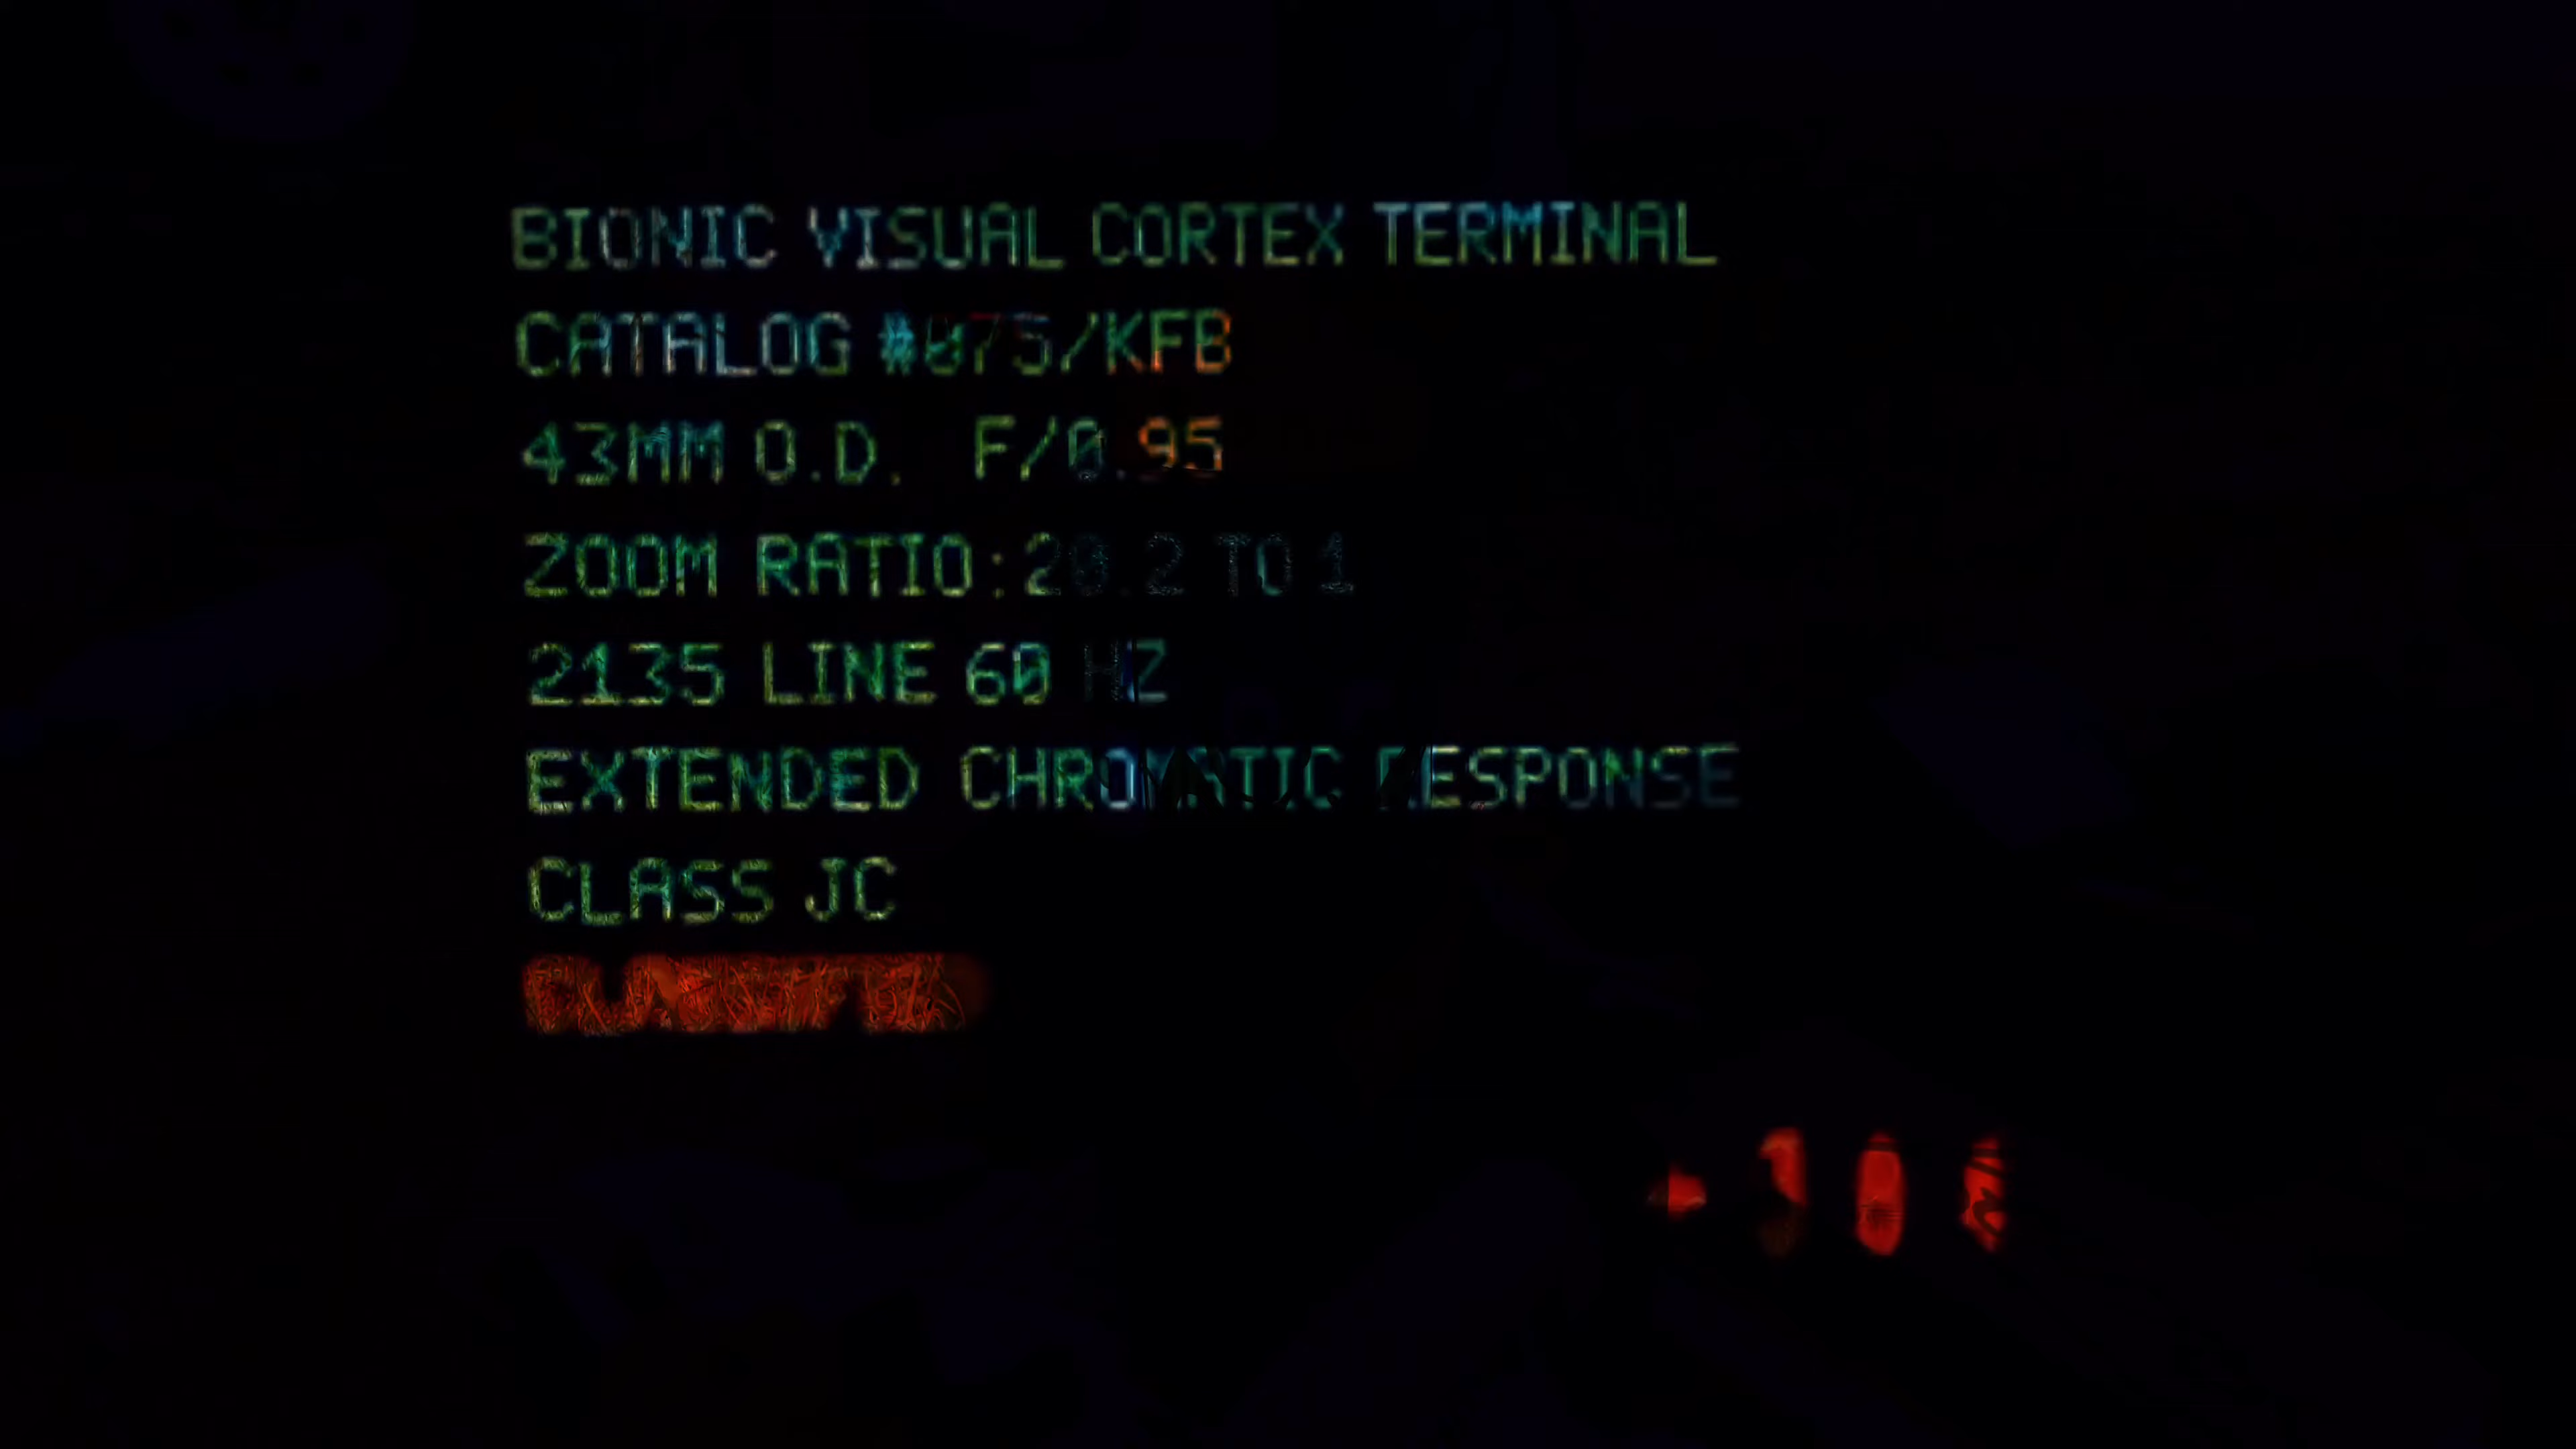 BIONIC VISUAL CORTEX TERMINAL
CATALOG #075/KFB
43MM O.D. F/0.95
ZOOM RATIO:20.2 TO 1
2135 LINE 60 HZ
EXTENDED CHROMATIC RESPONSE
CLASS JC